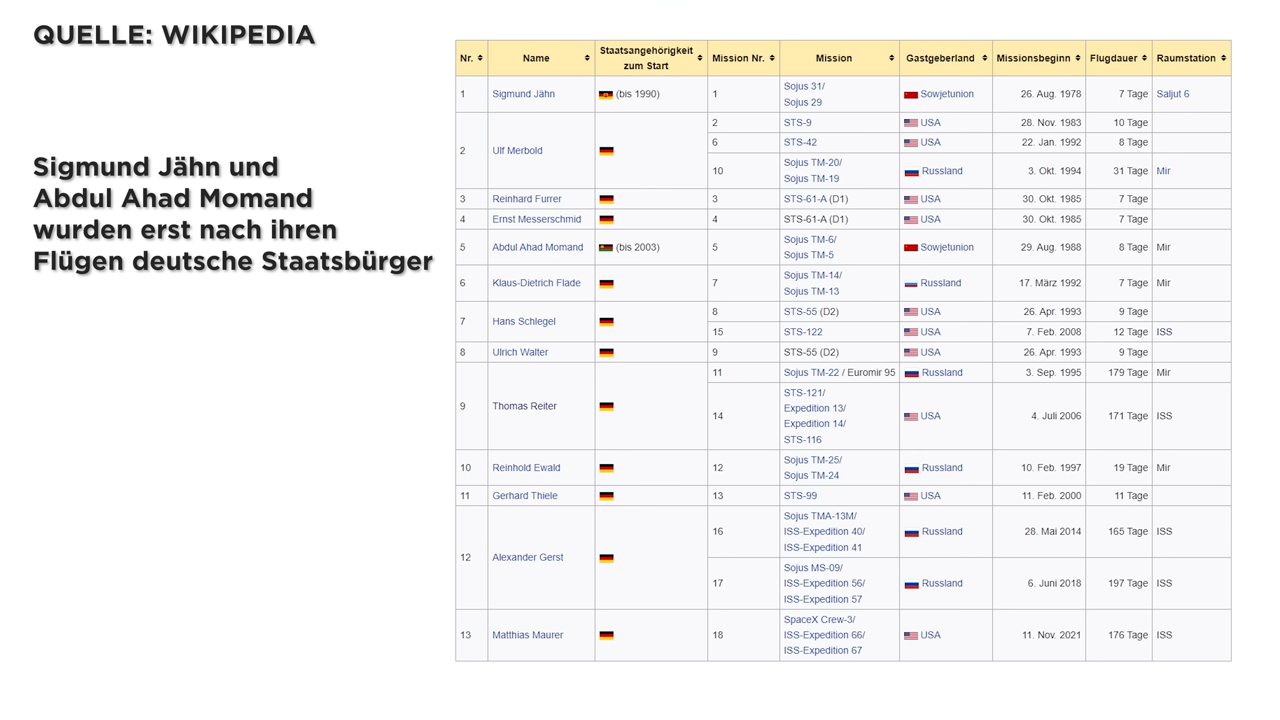 QUELLE: WIKIPEDIA
Sigmund Jähn und
Abdul Ahad Momand
wurden erst nach ihren
Flügen deutsche Staatsbürger
Nr. Name Staatsangehörigkeit zum Start Mission Nr. Mission Gastgeberland Missionsbeginn Flugdauer Raumstation
1 Sigmund Jähn (bis 1990) 1 Sojus 31/ Sojus 29 Sowjetunion 26. Aug. 1978 7 Tage Saljut 6
2 Ulf Merbold 2 STS-9 USA 28. Nov. 1983 10 Tage
6 STS-42 USA 22. Jan. 1992 8 Tage
10 Sojus TM-20/ Sojus TM-19 Russland 3. Okt. 1994 31 Tage Mir
3 Reinhard Furrer 3 STS-61-A (D1) USA 30. Okt. 1985 7 Tage
4 Ernst Messerschmid 4 STS-61-A (D1) USA 30. Okt. 1985 7 Tage
5 Abdul Ahad Momand (bis 2003) 5 Sojus TM-6/ Sojus TM-5 Sowjetunion 29. Aug. 1988 8 Tage Mir
6 Klaus-Dietrich Flade 7 Sojus TM-14/ Sojus TM-13 Russland 17. März 1992 8 Tage Mir
7 Hans Schlegel 8 STS-55 (D2) USA 26. Apr. 1993 9 Tage
15 STS-122 USA 7. Feb. 2008 12 Tage ISS
8 Ulrich Walter 9 STS-55 (D2) USA 26. Apr. 1993 9 Tage
9 Thomas Reiter 11 Sojus TM-22 / Euromir 95 Russland 3. Sep. 1995 179 Tage Mir
14 STS-121/ Expedition 13/ Expedition 14/ STS-116 USA 4. Juli 2006 171 Tage ISS
10 Reinhold Ewald 12 Sojus TM-25/ Sojus TM-24 Russland 10. Feb. 1997 19 Tage Mir
11 Gerhard Thiele 13 STS-99 USA 11. Feb. 2000 11 Tage
12 Alexander Gerst 16 Sojus TMA-13M/ ISS-Expedition 40/ ISS-Expedition 41 Russland 28. Mai 2014 165 Tage ISS
17 Sojus MS-09/ ISS-Expedition 56/ ISS-Expedition 57 Russland 6. Juni 2018 197 Tage ISS
13 Matthias Maurer 18 SpaceX Crew-3/ ISS-Expedition 66/ ISS-Expedition 67 USA 11. Nov. 2021 176 Tage ISS